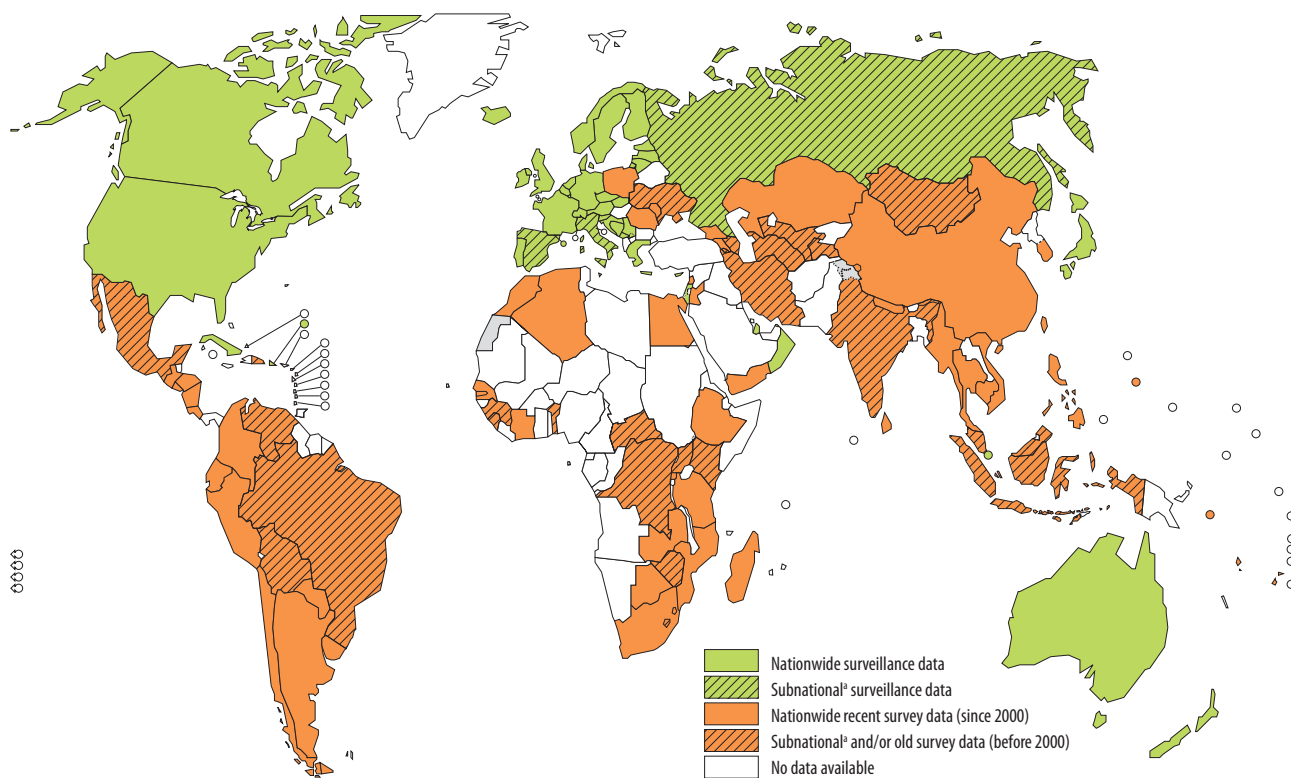 Nationwide surveillance data
Subnationalᵃ surveillance data
Nationwide recent survey data (since 2000)
Subnationalᵃ and/or old survey data (before 2000)
No data available